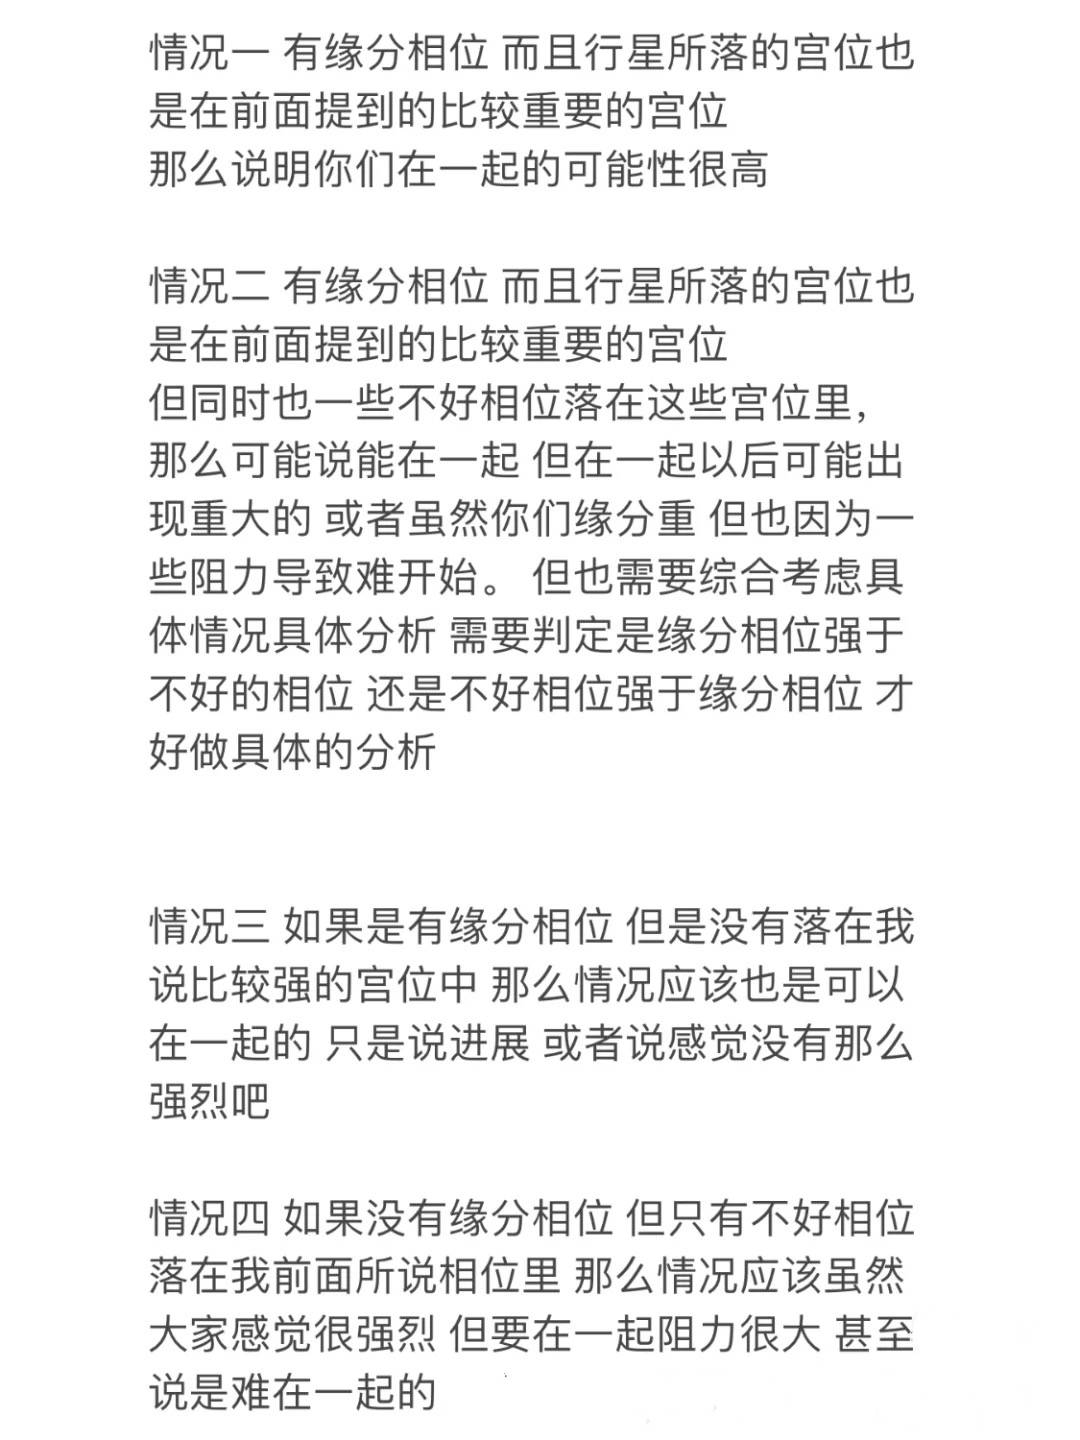 情况一 有缘分相位 而且行星所落的宫位也
是在前面提到的比较重要的宫位
那么说明你们在一起的可能性很高
情况二 有缘分相位 而且行星所落的宫位也
是在前面提到的比较重要的宫位
但同时也一些不好相位落在这些宫位里，
那么可能说能在一起 但在一起以后可能出
现重大的 或者虽然你们缘分重 但也因为一
些阻力导致难开始。 但也需要综合考虑具
体情况具体分析 需要判定是缘分相位强于
不好的相位 还是不好相位强于缘分相位 才
好做具体的分析
情况三 如果是有缘分相位 但是没有落在我
说比较强的宫位中 那么情况应该也是可以
在一起的 只是说进展 或者说感觉没有那么
强烈吧
情况四 如果没有缘分相位 但只有不好相位
落在我前面所说相位里 那么情况应该虽然
大家感觉很强烈 但要在一起阻力很大 甚至
说是难在一起的